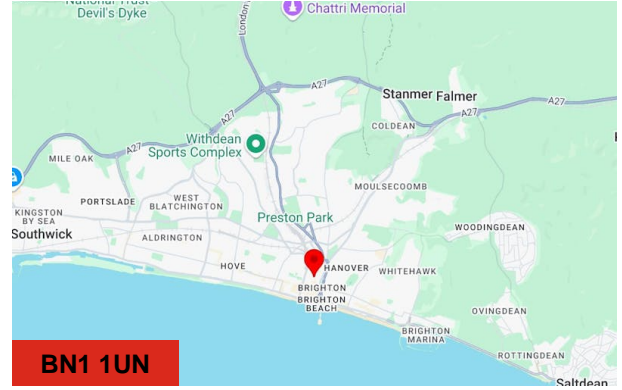 National Trust
Devil's Dyke
Chattri Memorial
London
A27
Stanmer
Falmer
A27
A27
COLDEAN
A27
Withdean
Sports Complex
A27
MILE OAK
MOULSECOOMB
PORTSLADE
WEST
BLATCHINGTON
KINGSTON
BY SEA
Preston Park
Southwick
ALDRINGTON
WOODINGDEAN
HOVE
HANOVER
WHITEHAWK
BRIGHTON
BRIGHTON
BEACH
OVINGDEAN
BRIGHTON
MARINA
ROTTINGDEAN
BN1 1UN
Saltdean